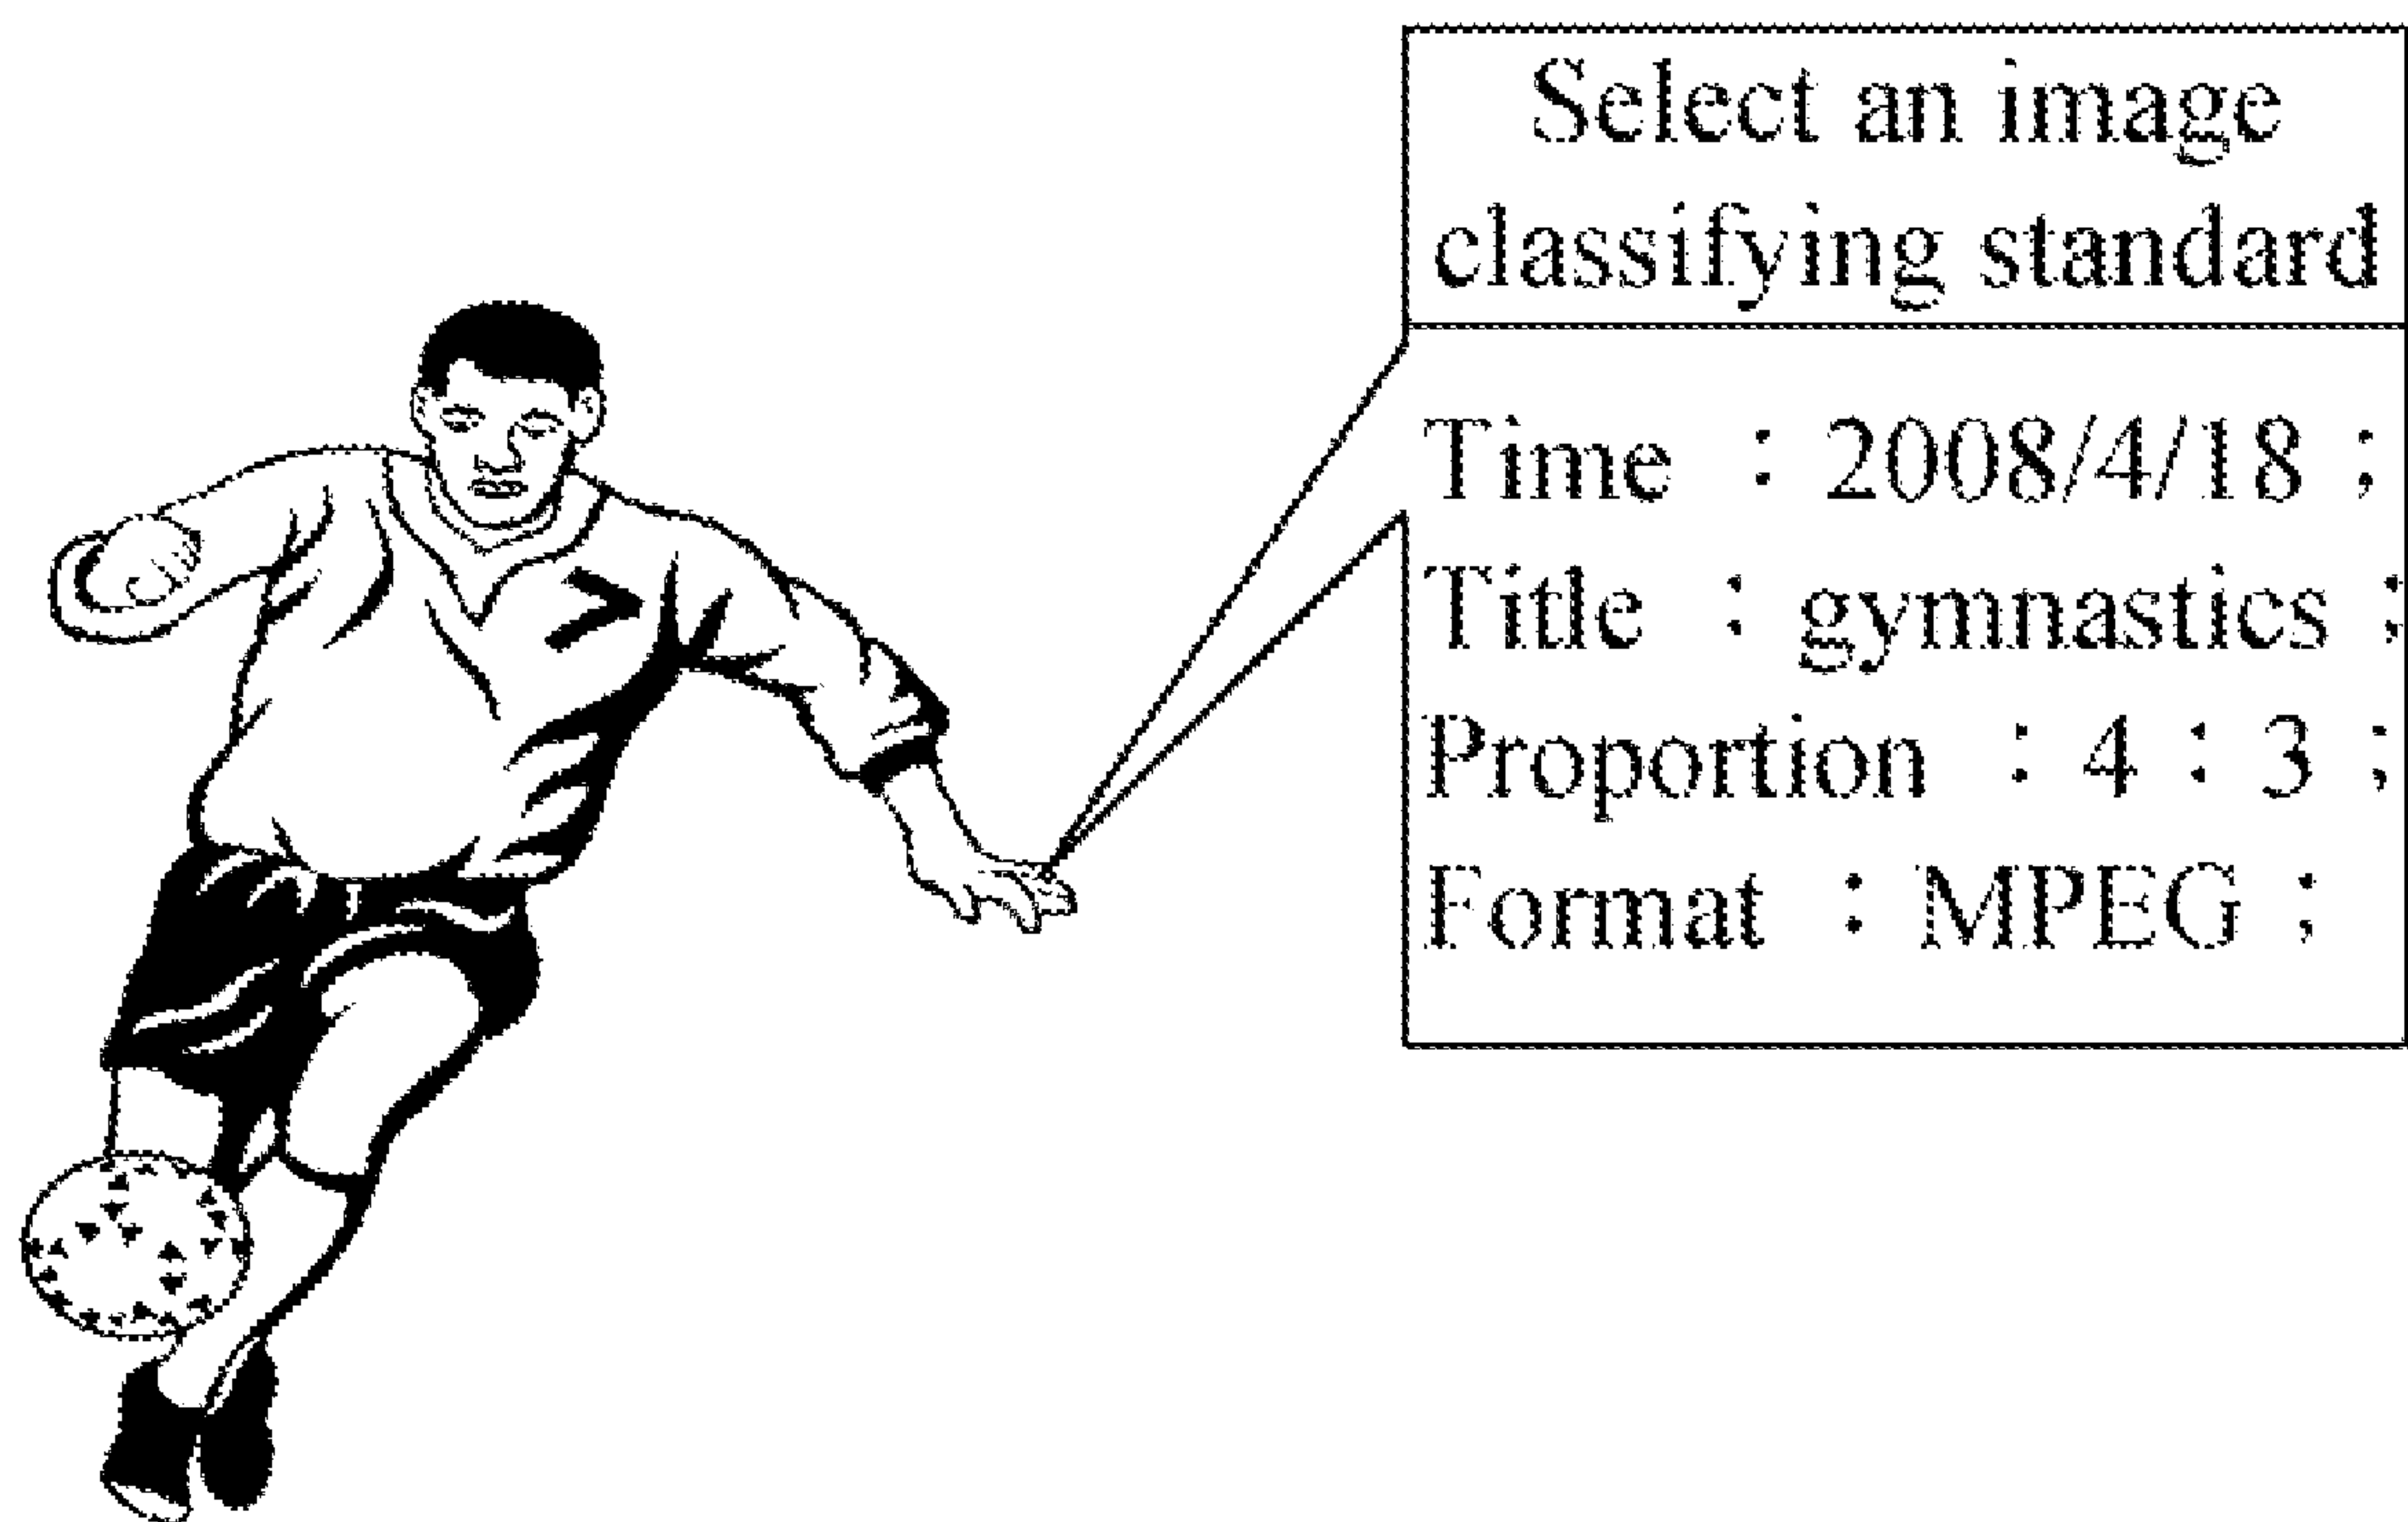 Select an image
classifying standard
Time : 2008/4/18 ;
Title : gymnastics ;
Proportion : 4 : 3 ;
Format : MPEG ;